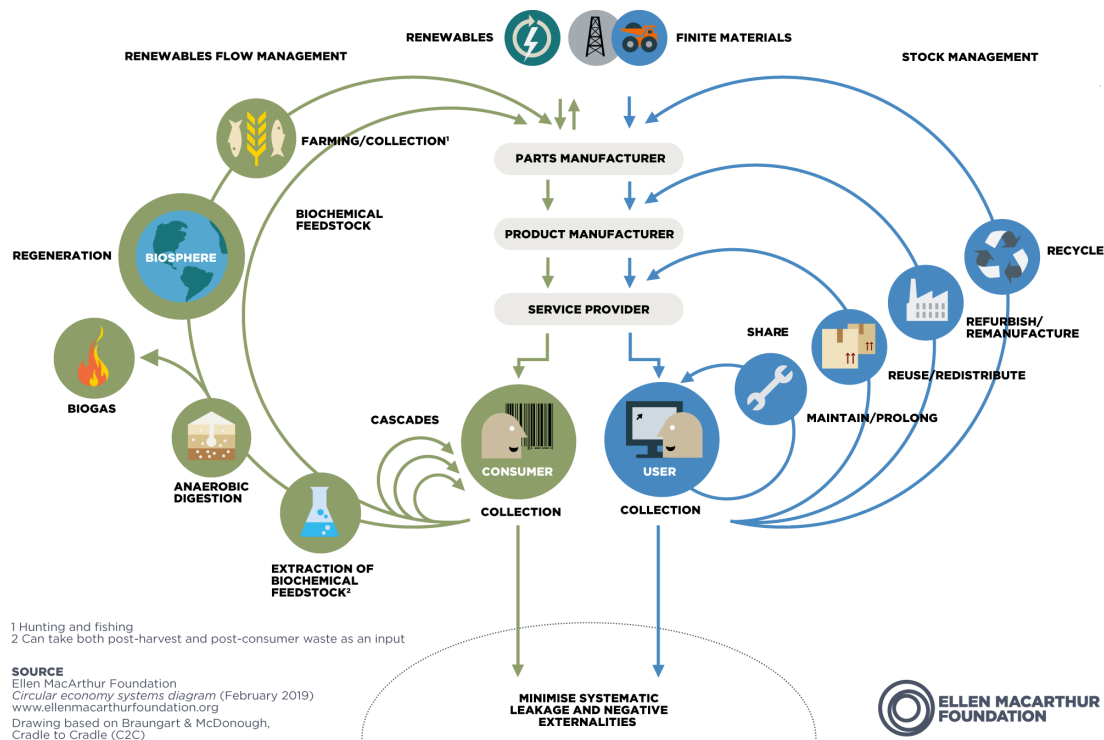 RENEWABLES
FINITE MATERIALS
RENEWABLES FLOW MANAGEMENT
STOCK MANAGEMENT
FARMING/COLLECTION¹
PARTS MANUFACTURER
BIOCHEMICAL
FEEDSTOCK
PRODUCT MANUFACTURER
REGENERATION
BIOSPHERE
RECYCLE
SERVICE PROVIDER
SHARE
REFURBISH/
REMANUFACTURE
REUSE/REDISTRIBUTE
BIOGAS
CASCADES
MAINTAIN/PROLONG
CONSUMER
USER
ANAEROBIC
DIGESTION
COLLECTION
COLLECTION
EXTRACTION OF
BIOCHEMICAL
FEEDSTOCK²
1 Hunting and fishing
2 Can take both post-harvest and post-consumer waste as an input
SOURCE
Ellen MacArthur Foundation
Circular economy systems diagram (February 2019)
www.ellenmacarthurfoundation.org
Drawing based on Braungart & McDonough,
Cradle to Cradle (C2C)
MINIMISE SYSTEMATIC
LEAKAGE AND NEGATIVE
EXTERNALITIES
ELLEN MACARTHUR
FOUNDATION